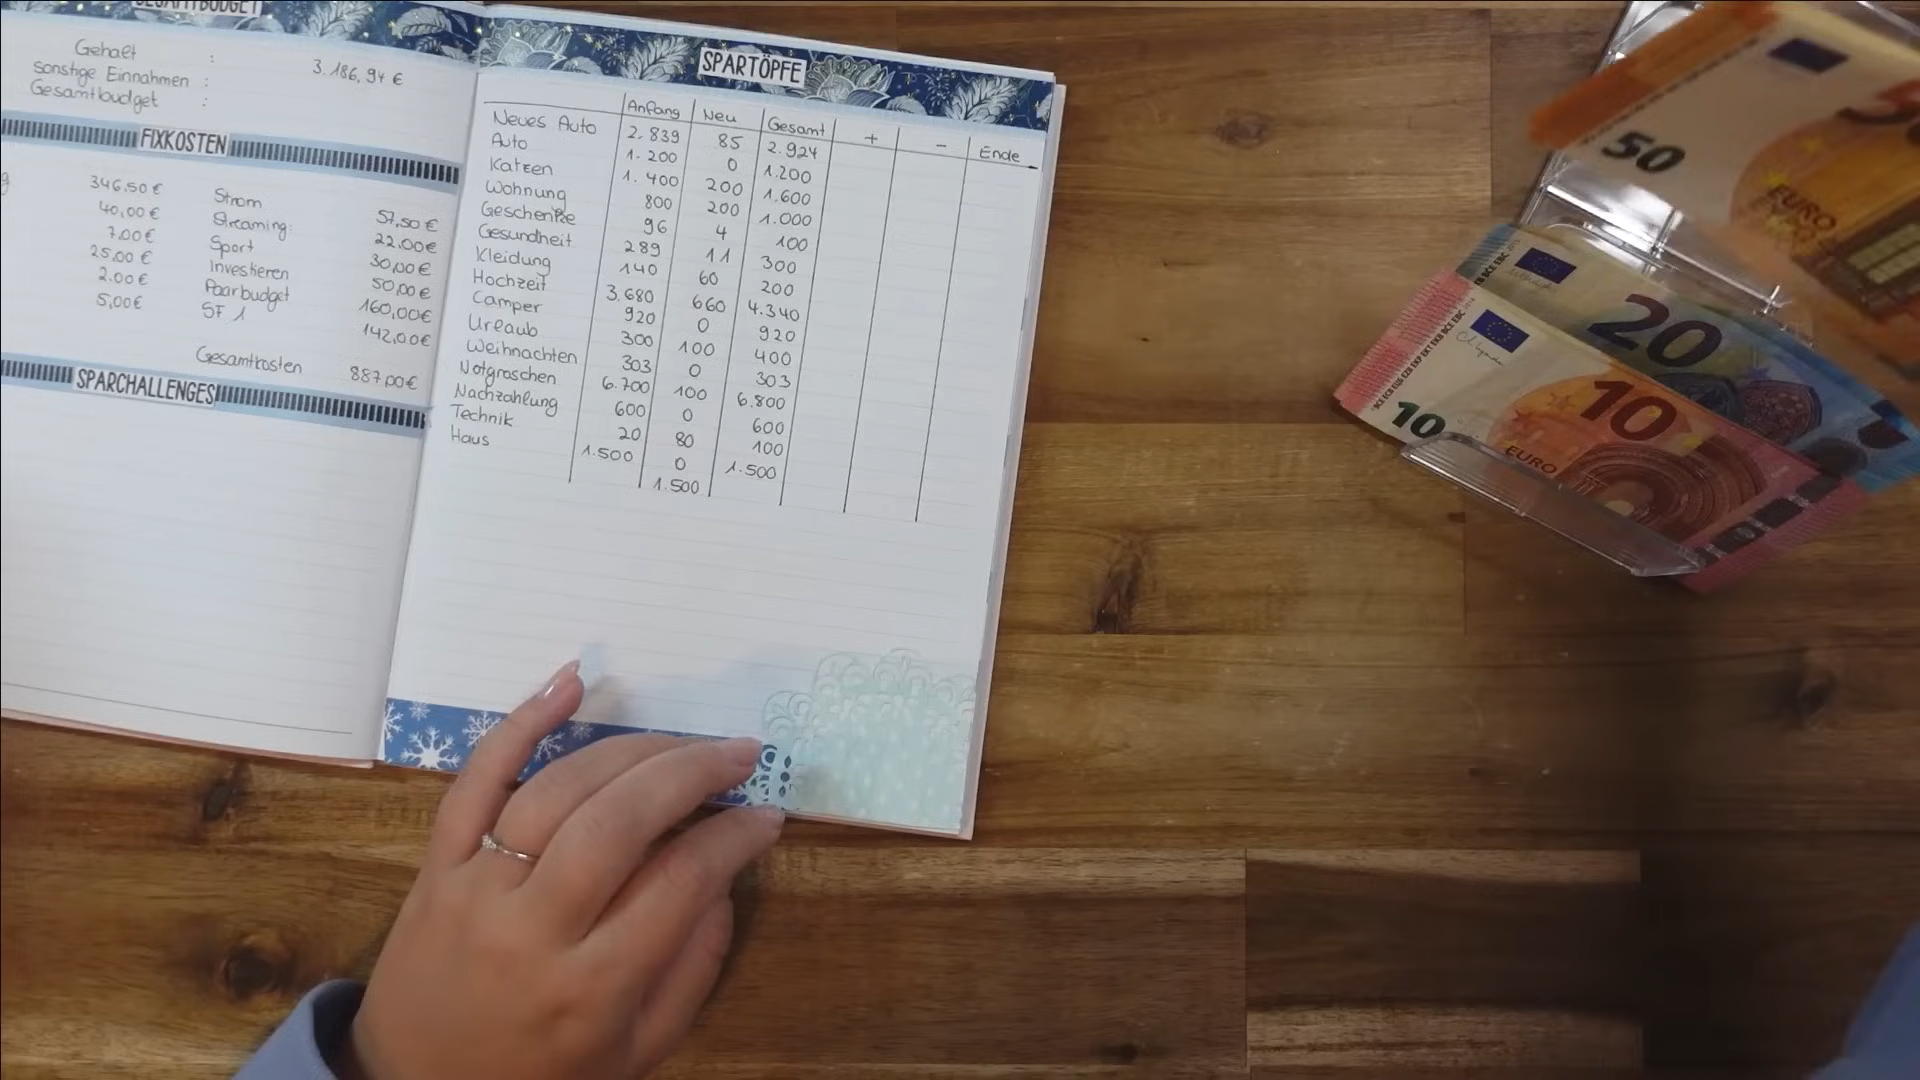 GESAMTBUDGET
Gehalt : 3.186,94 €
sonstige Einnahmen :
Gesamtbudget :
FIXKOSTEN
346,50 € Strom 57,50 €
40,00 € Streaming: 22,00 €
7,00 € Sport 30,00 €
25,00 € Investieren 50,00 €
2,00 € Paarbudget 160,00 €
5,00 € SF 1 142,00 €
Gesamtkosten 887,00 €
SPARCHALLENGES
SPARTÖPFE
Anfang Neu Gesamt + - Ende
Neues Auto 2.839 85 2.924
Auto 1.200 0 1.200
Katzen 1.400 200 1.600
Wohnung 800 200 1.000
Geschenke 96 4 100
Gesundheit 289 11 300
Kleidung 140 60 200
Hochzeit 3.680 660 4.340
Camper 920 0 920
Urlaub 300 100 400
Weihnachten 303 0 303
Notgroschen 6.700 100 6.800
Nachzahlung 600 0 600
Technik 20 80 100
Haus 1.500 0 1.500
1.500
50
EURO
20
10
10
EURO